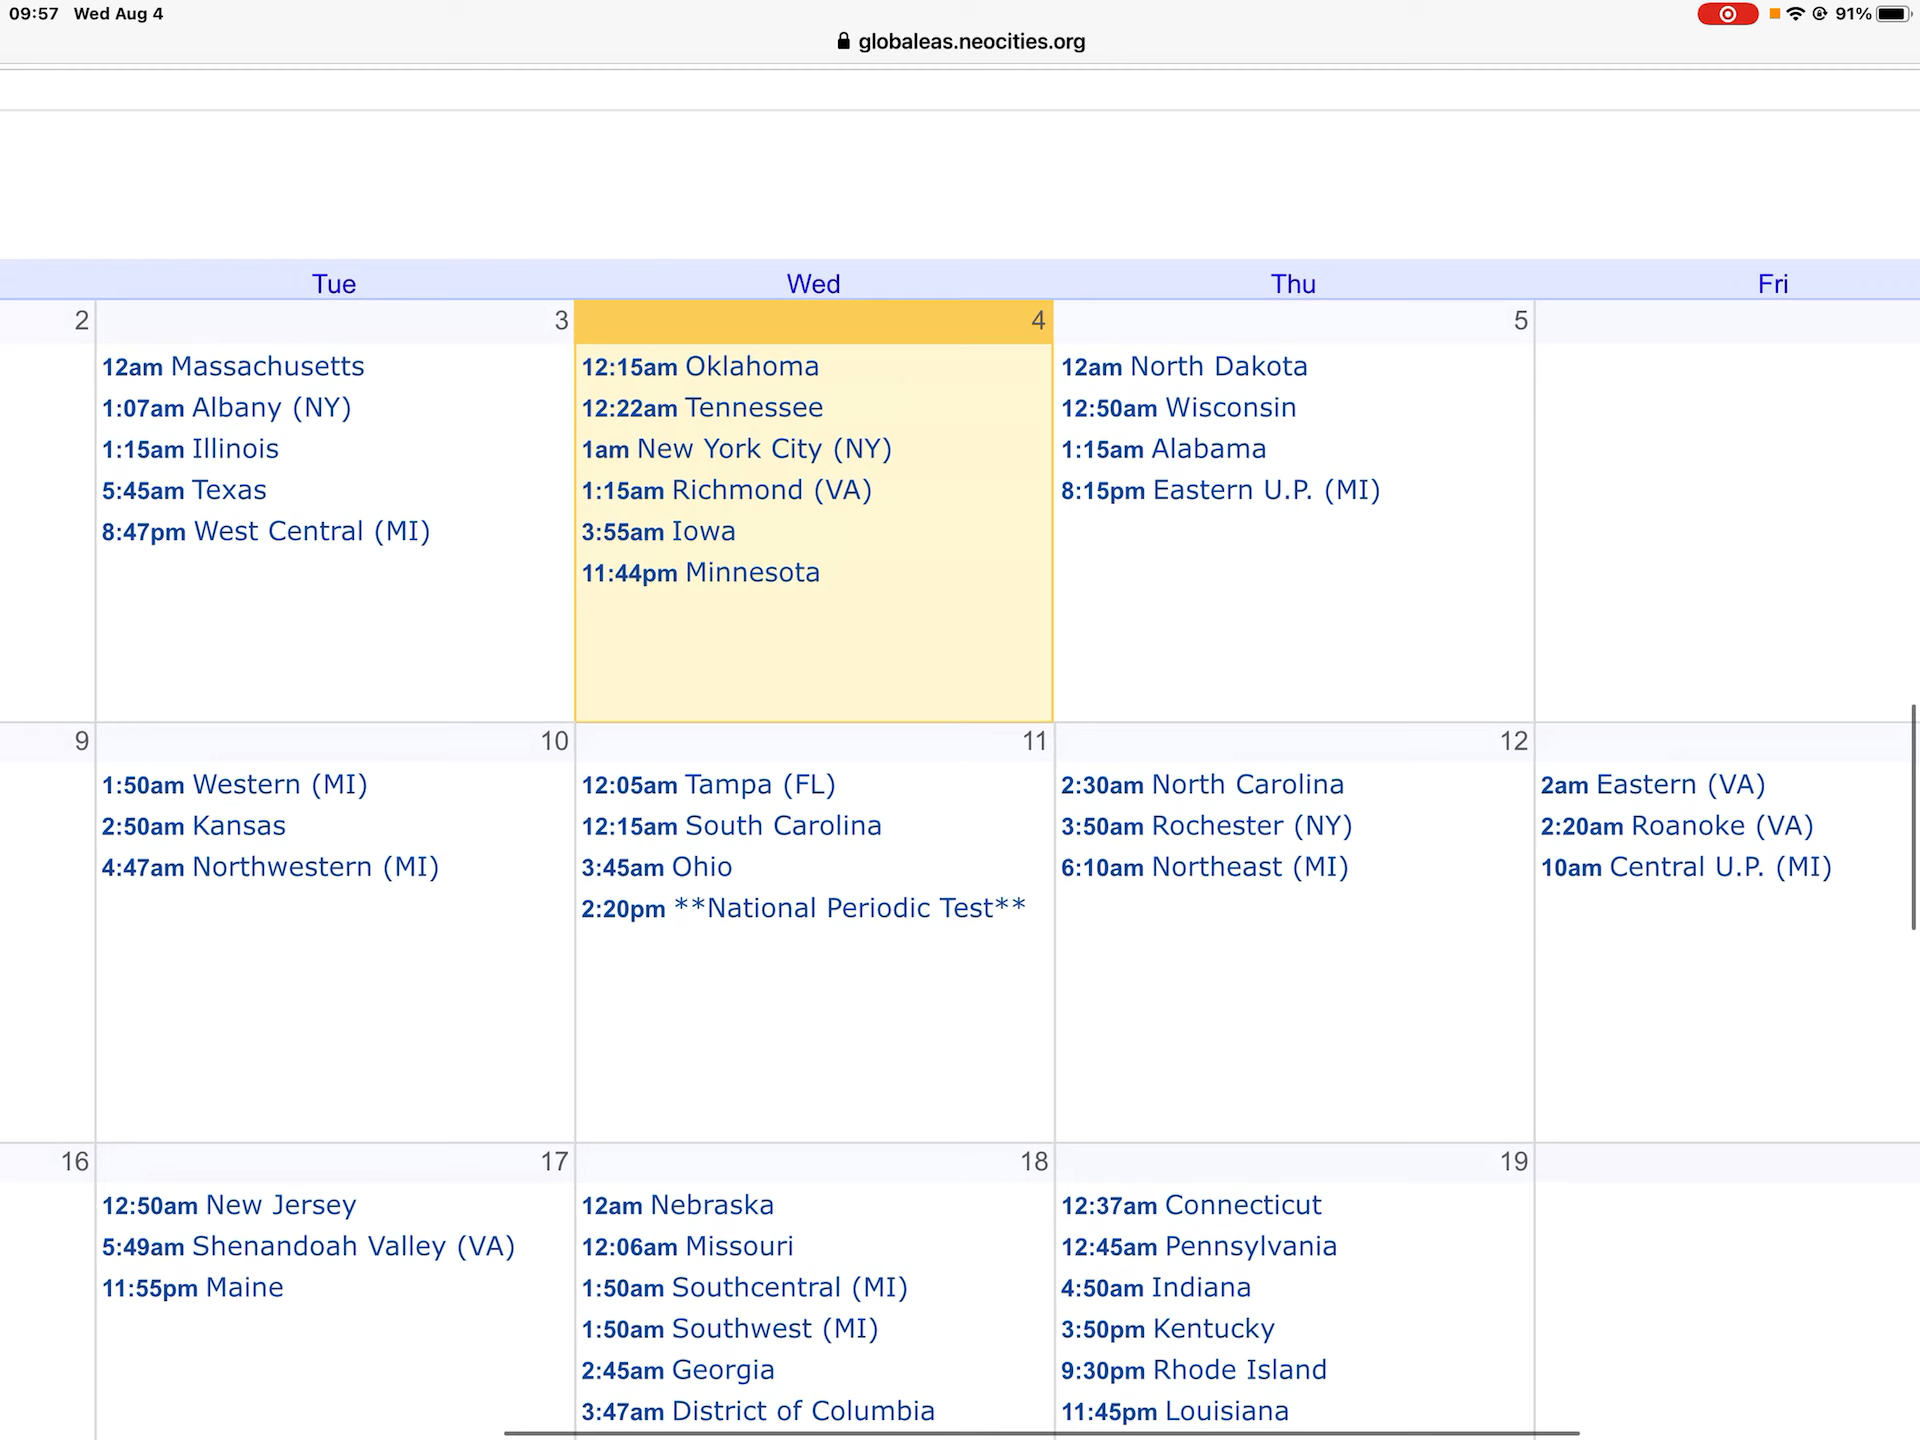 09:57 Wed Aug 4
91%
globaleas.neocities.org
Tue Wed Thu Fri
2 3 4 5
12am Massachusetts
1:07am Albany (NY)
1:15am Illinois
5:45am Texas
8:47pm West Central (MI)
12:15am Oklahoma
12:22am Tennessee
1am New York City (NY)
1:15am Richmond (VA)
3:55am Iowa
11:44pm Minnesota
12am North Dakota
12:50am Wisconsin
1:15am Alabama
8:15pm Eastern U.P. (MI)
9 10 11 12
1:50am Western (MI)
2:50am Kansas
4:47am Northwestern (MI)
12:05am Tampa (FL)
12:15am South Carolina
3:45am Ohio
2:20pm **National Periodic Test**
2:30am North Carolina
3:50am Rochester (NY)
6:10am Northeast (MI)
2am Eastern (VA)
2:20am Roanoke (VA)
10am Central U.P. (MI)
16 17 18 19
12:50am New Jersey
5:49am Shenandoah Valley (VA)
11:55pm Maine
12am Nebraska
12:06am Missouri
1:50am Southcentral (MI)
1:50am Southwest (MI)
2:45am Georgia
3:47am District of Columbia
12:37am Connecticut
12:45am Pennsylvania
4:50am Indiana
3:50pm Kentucky
9:30pm Rhode Island
11:45pm Louisiana